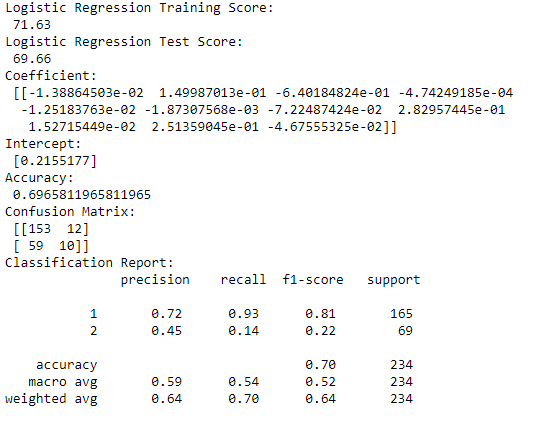 Logistic Regression Training Score:
 71.63
Logistic Regression Test Score:
 69.66
Coefficient:
 [[-1.38864503e-02  1.49987013e-01 -6.40184824e-01 -4.74249185e-04
  -1.25183763e-02 -1.87307568e-03 -7.22487424e-02  2.82957445e-01
   1.52715449e-02  2.51359045e-01 -4.67555325e-02]]
Intercept:
 [0.2155177]
Accuracy:
 0.6965811965811965
Confusion Matrix:
 [[153  12]
 [ 59  10]]
Classification Report:
               precision    recall  f1-score   support

           1       0.72      0.93      0.81       165
           2       0.45      0.14      0.22        69

    accuracy                           0.70       234
   macro avg       0.59      0.54      0.52       234
weighted avg       0.64      0.70      0.64       234